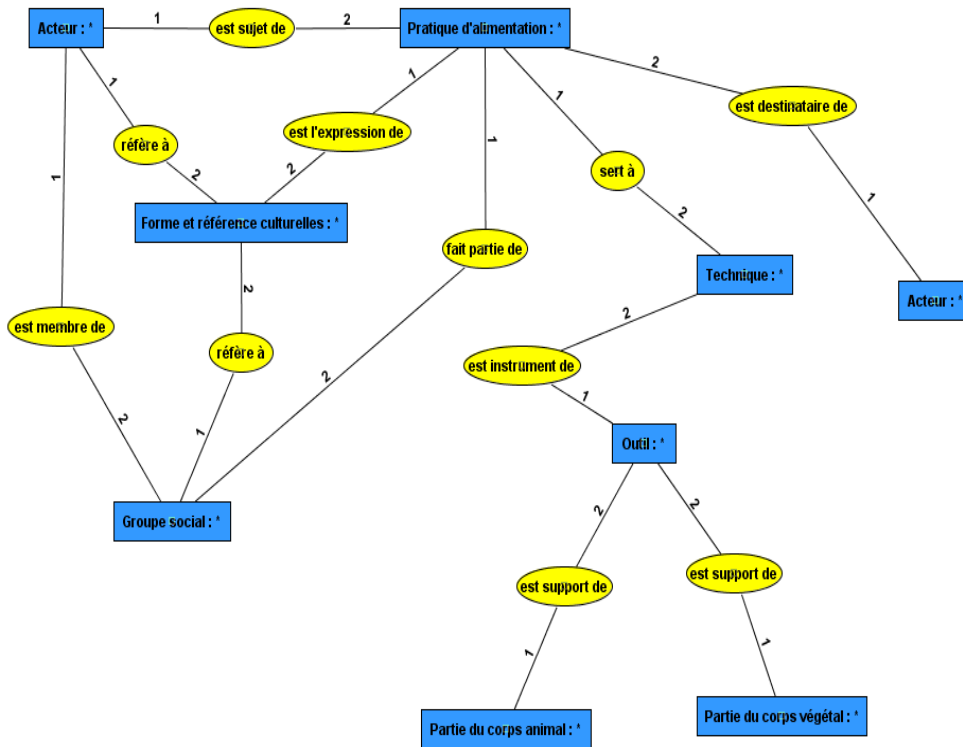 Acteur : *
1
est sujet de
2
Pratique d'alimentation : *
1
réfère à
2
1
est l'expression de
2
1
sert à
2
2
est destinataire de
1
1
Forme et référence culturelles : *
1
fait partie de
2
Technique : *
Acteur : *
est membre de
2
2
réfère à
1
2
est instrument de
1
Outil : *
Groupe social : *
2
est support de
1
2
est support de
1
Partie du corps animal : *
Partie du corps végétal : *